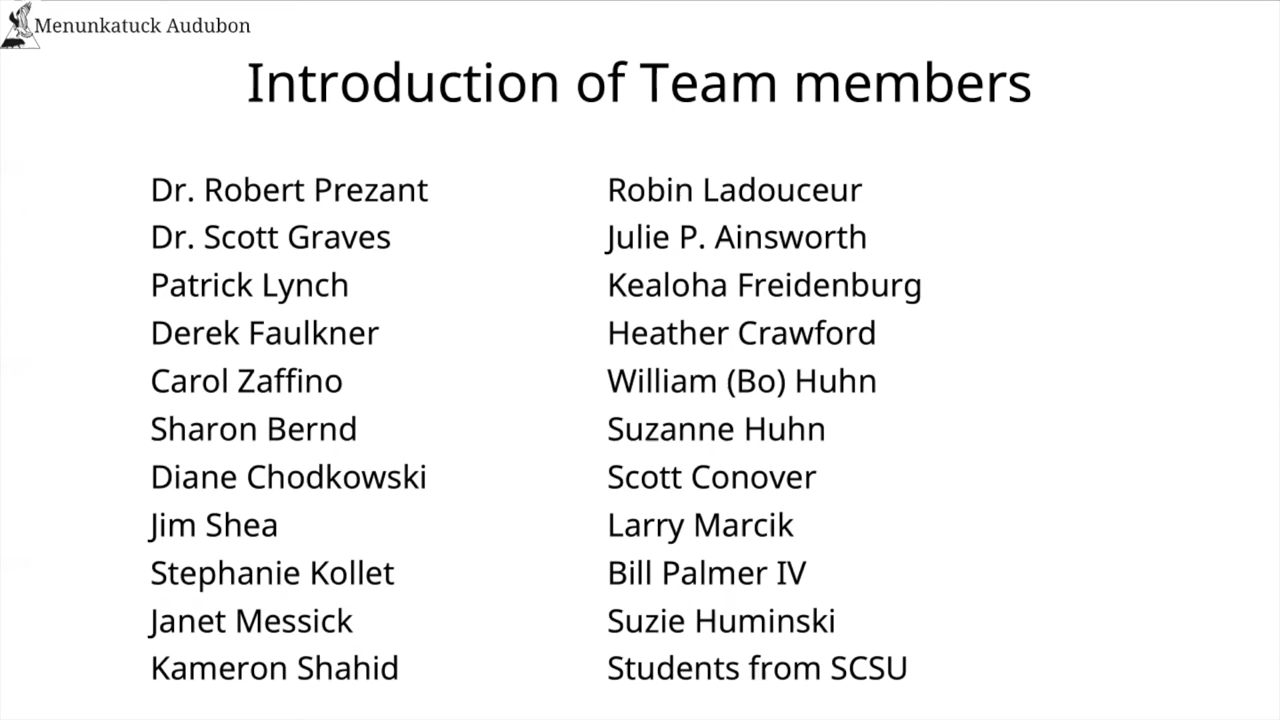 Menunkatuck Audubon
Introduction of Team members
Dr. Robert Prezant
Dr. Scott Graves
Patrick Lynch
Derek Faulkner
Carol Zaffino
Sharon Bernd
Diane Chodkowski
Jim Shea
Stephanie Kollet
Janet Messick
Kameron Shahid
Robin Ladouceur
Julie P. Ainsworth
Kealoha Freidenburg
Heather Crawford
William (Bo) Huhn
Suzanne Huhn
Scott Conover
Larry Marcik
Bill Palmer IV
Suzie Huminski
Students from SCSU